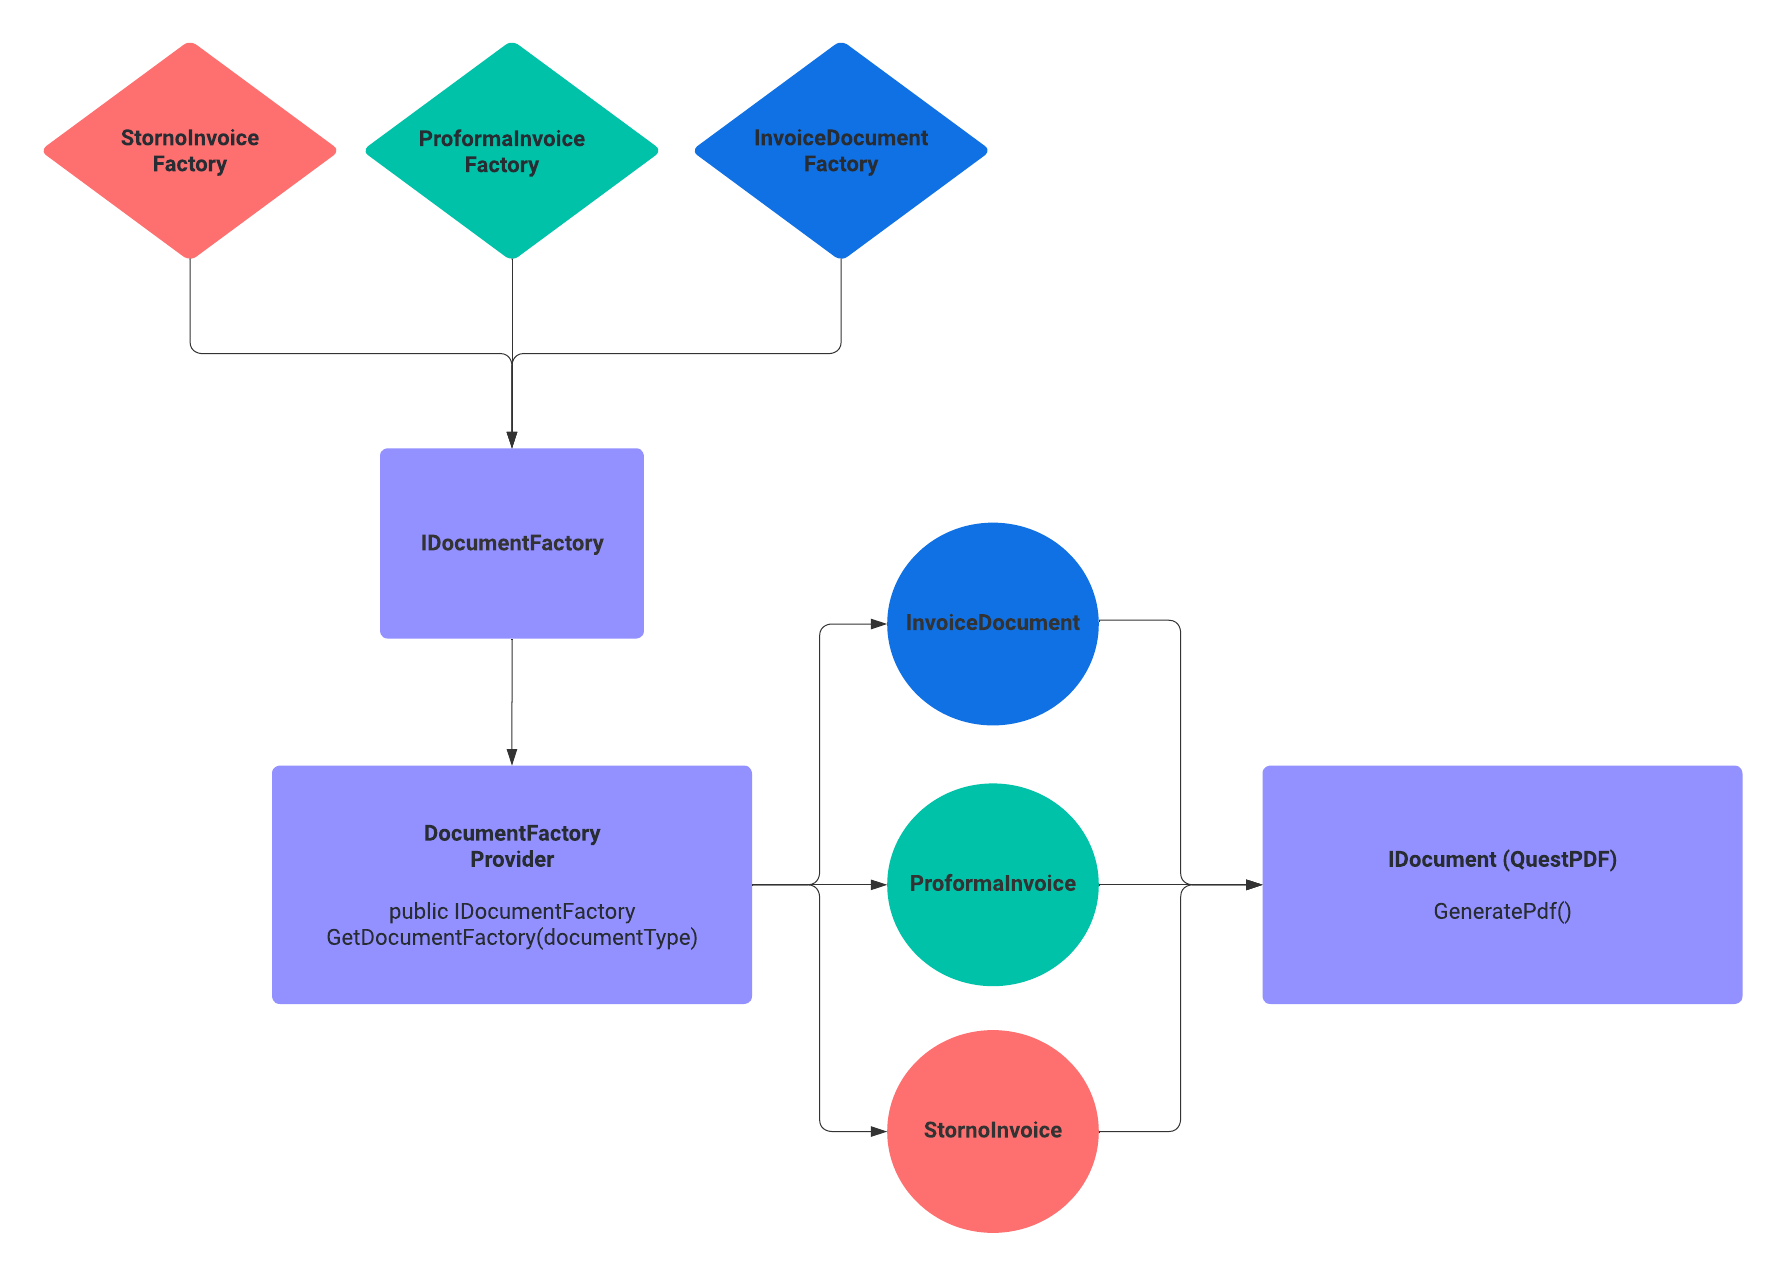 StornoInvoice
Factory
ProformaInvoice
Factory
InvoiceDocument
Factory
IDocumentFactory
InvoiceDocument
DocumentFactory
Provider
public IDocumentFactory
GetDocumentFactory(documentType)
ProformaInvoice
IDocument (QuestPDF)
GeneratePdf()
StornoInvoice